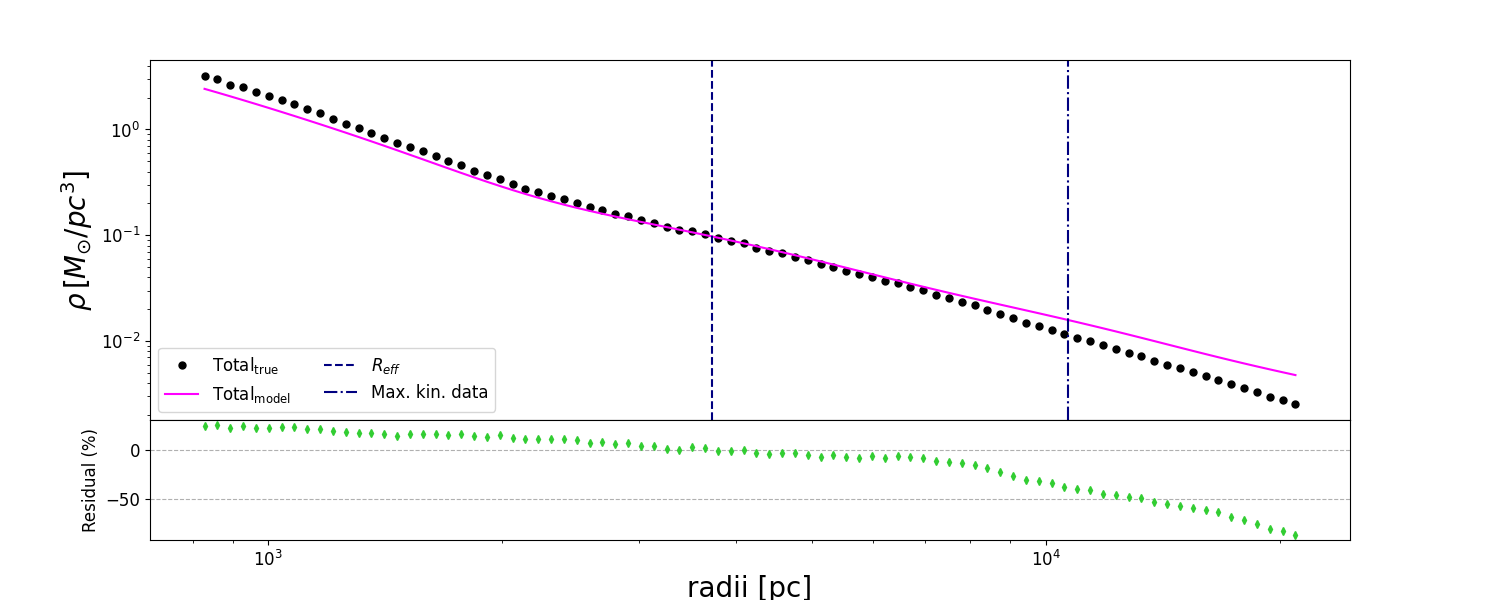 ρ [M⊙/pc³]
10⁰
10⁻¹
10⁻²
Total_true
Total_model
R_eff
Max. kin. data
Residual (%)
0
−50
10³
10⁴
radii [pc]